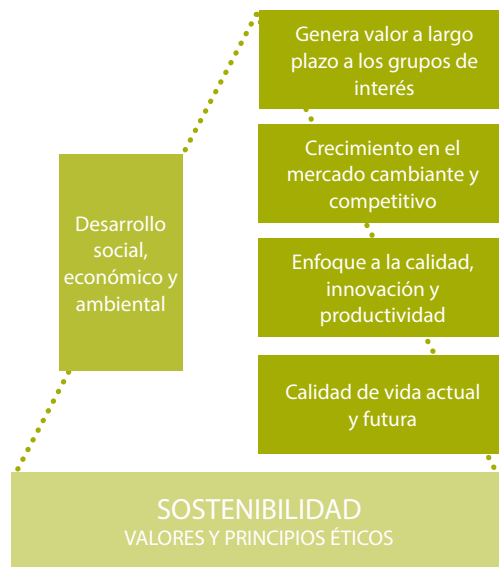 Genera valor a largo
plazo a los grupos de
interés
Crecimiento en el
mercado cambiante y
competitivo
Desarrollo
social,
económico y
ambiental
Enfoque a la calidad,
innovación y
productividad
Calidad de vida actual
y futura
SOSTENIBILIDAD
VALORES Y PRINCIPIOS ÉTICOS